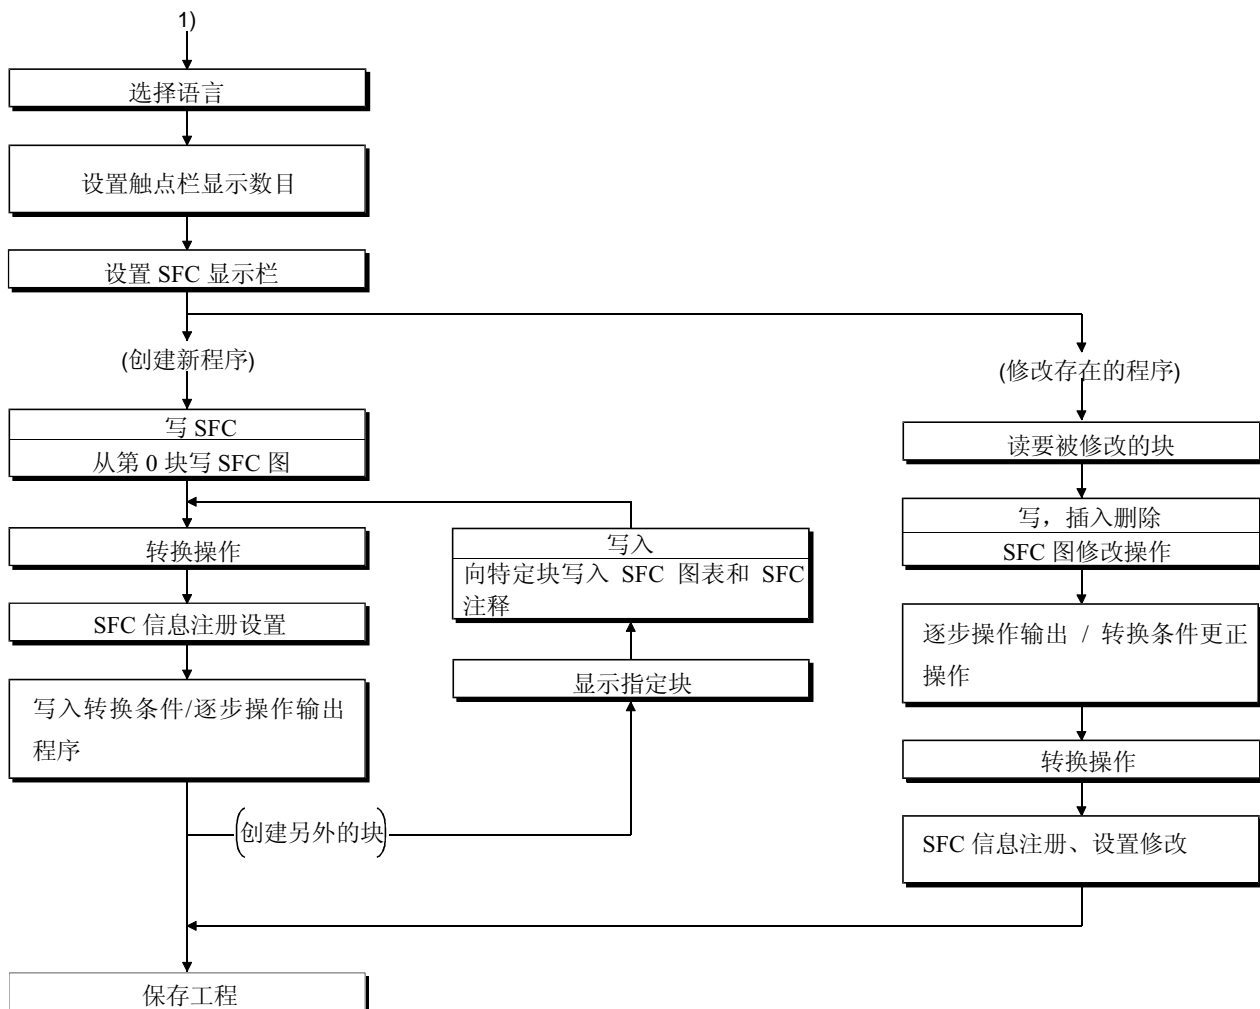 1)
选择语言
设置触点栏显示数目
设置 SFC 显示栏
(创建新程序)
写 SFC
从第 0 块写 SFC 图
转换操作
SFC 信息注册设置
写入转换条件/逐步操作输出
程序
(创建另外的块)
写入
向特定块写入 SFC 图表和 SFC
注释
显示指定块
(修改存在的程序)
读要被修改的块
写，插入删除
SFC 图修改操作
逐步操作输出 / 转换条件更正
操作
转换操作
SFC 信息注册、设置修改
保存工程